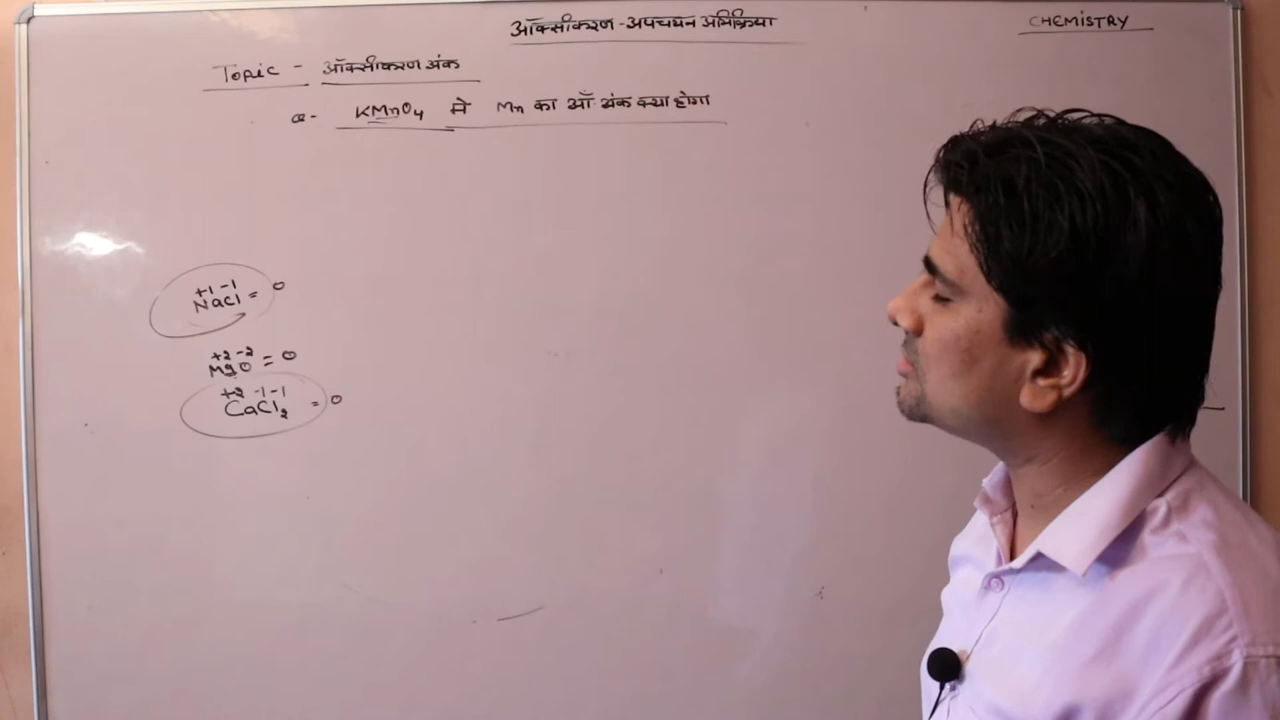 ऑक्सीकरण-अपचयन अभिक्रिया
CHEMISTRY
Topic - ऑक्सीकरण अंक
Q- KMnO4 में Mn का ऑ. अंक क्या होगा
+1 -1
NaCl = 0
+2 -2
MgO = 0
+2 -1 -1
CaCl2 = 0